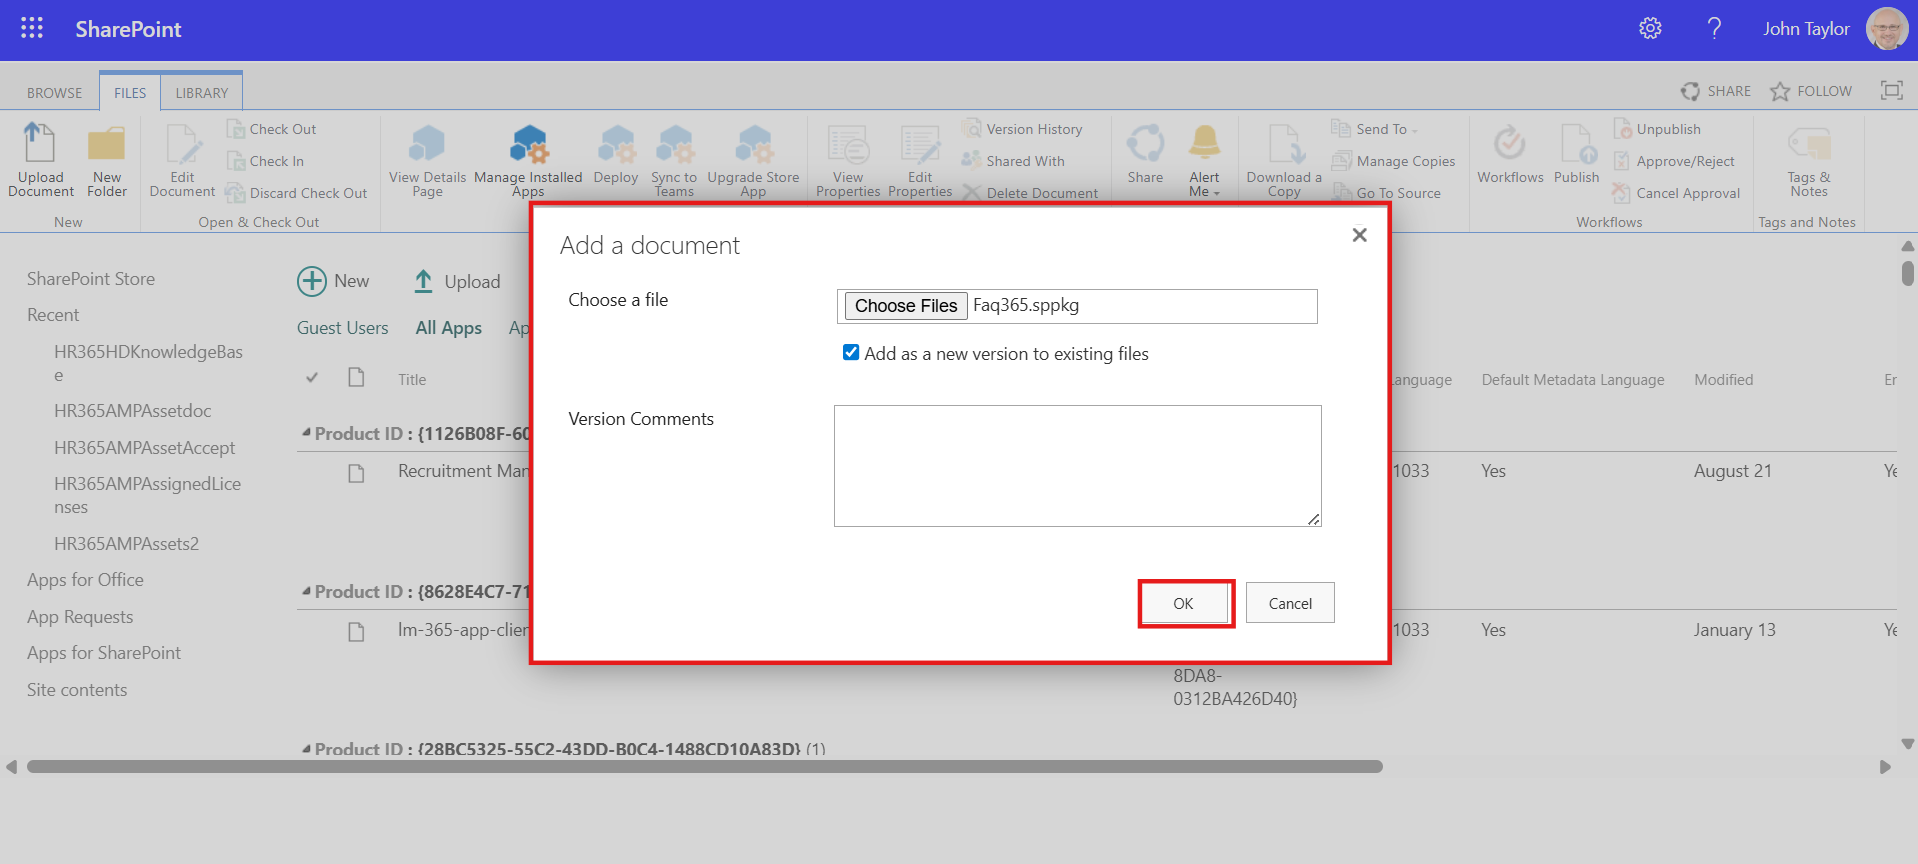 SharePoint
John Taylor
BROWSE
FILES
LIBRARY
SHARE
FOLLOW
Upload
Document
New
Folder
New
Edit
Document
Check Out
Check In
Discard Check Out
Open & Check Out
View Details
Page
Manage Installed
Apps
Deploy
Sync to
Teams
Upgrade Store
App
View
Properties
Edit
Properties
Version History
Shared With
Delete Document
Share
Alert
Me
Download a
Copy
Send To
Manage Copies
Go To Source
Workflows
Publish
Unpublish
Approve/Reject
Cancel Approval
Workflows
Tags &
Notes
Tags and Notes
SharePoint Store
Recent
HR365HDKnowledgeBas
e
HR365AMPAssetdoc
HR365AMPAssetAccept
HR365AMPAssignedLice
nses
HR365AMPAssets2
Apps for Office
App Requests
Apps for SharePoint
Site contents
New
Upload
Guest Users
All Apps
Ap
Title
anguage
Default Metadata Language
Modified
Er
Product ID : {1126B08F-60
Recruitment Man
1033
Yes
August 21
Ye
Product ID : {8628E4C7-71
lm-365-app-clien
1033
Yes
January 13
Ye
8DA8-
0312BA426D40}
Product ID : {28BC5325-55C2-43DD-B0C4-1488CD10A83D} (1)
Add a document
Choose a file
Choose Files Faq365.sppkg
Add as a new version to existing files
Version Comments
OK
Cancel